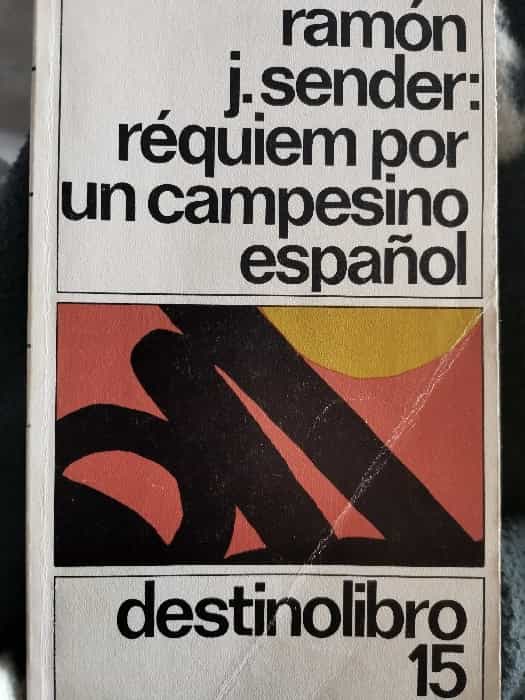 ramón
j. sender:
réquiem por
un campesino
español
destinolibro
15